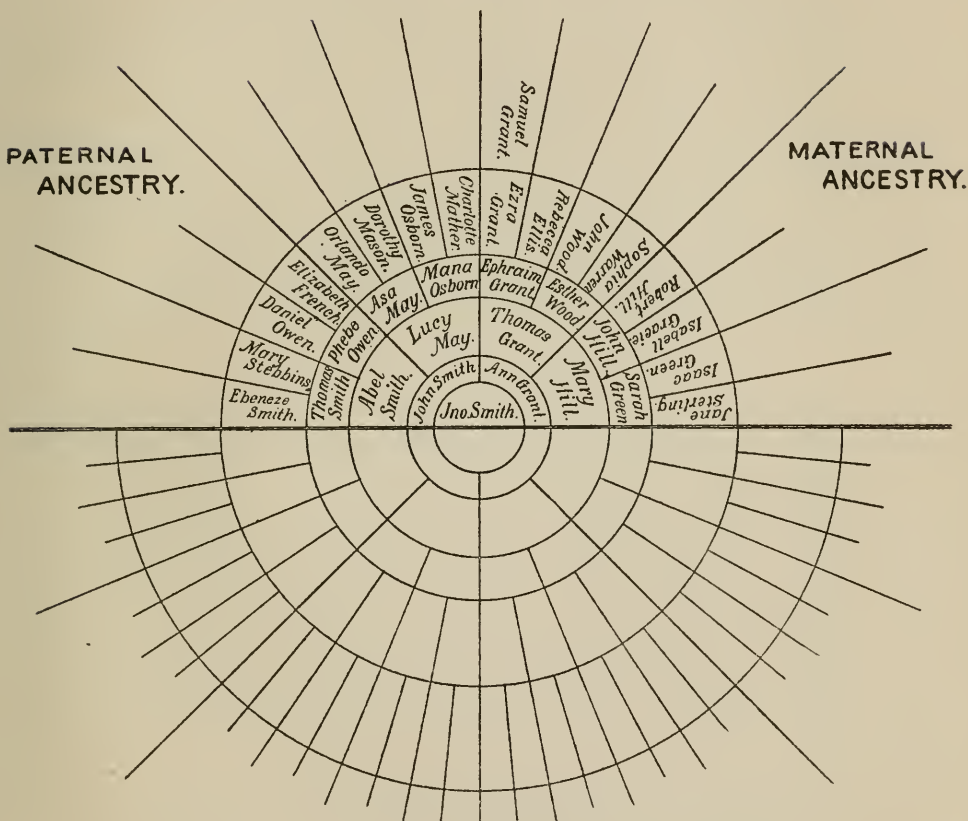 PATERNAL
ANCESTRY.
MATERNAL
ANCESTRY.
Samuel
Grant.
Ebeneze
Smith.
Mary
Stebbins
Daniel
Owen.
Elizabeth
French.
Orlando
May.
Dorothy
Mason.
James
Osborn.
Charlotte
Mather.
Ezra
Grant.
Rebecca
Ellis.
John
Wood.
Sophia
Warren
Robert
Hill.
Isabell
Gracie.
Isaac
Green.
Jane
Sterling.
Thomas
Smith
Phebe
Owen.
Asa
May.
Mana
Osborn
Ephraim
Grant.
Esther
Wood.
John
Hill.
Sarah
Green
Abel
Smith.
Lucy
May.
Thomas
Grant.
Mary
Hill.
John Smith
Ann Grant.
Jno. Smith.